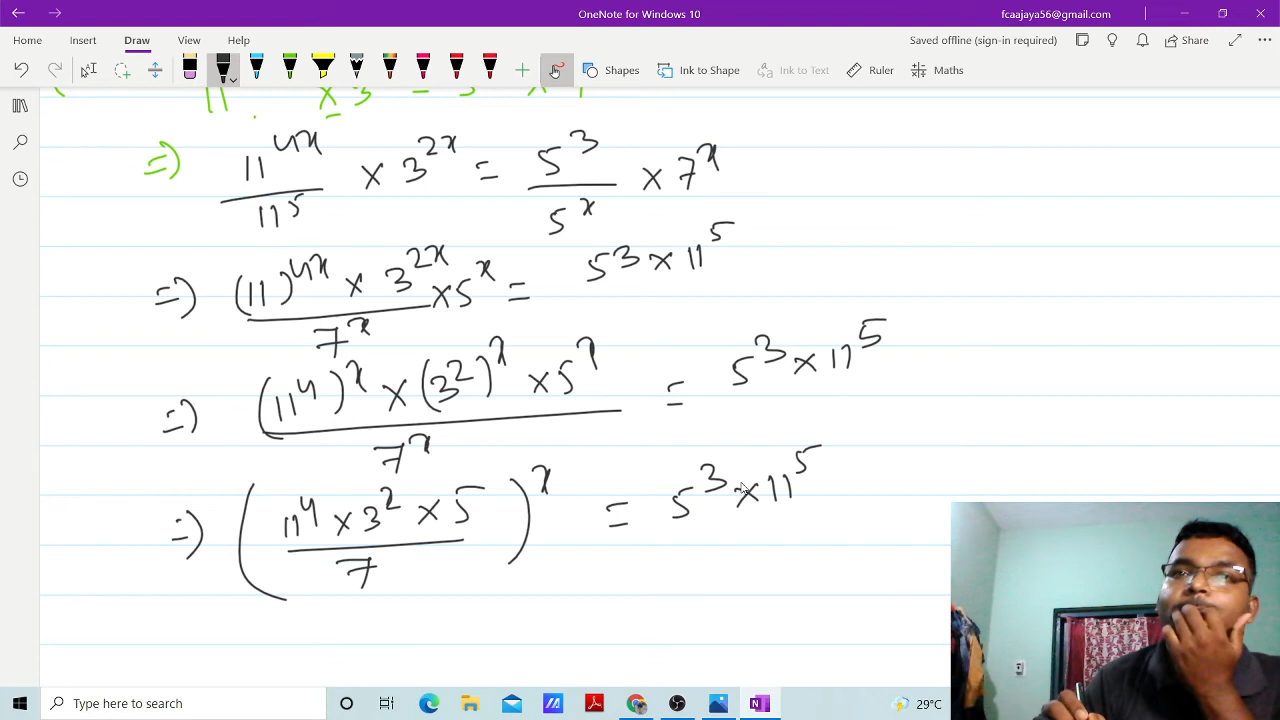 OneNote for Windows 10
fcaajaya56@gmail.com
Home Insert Draw View Help
Saved offline (sign-in required)
Share
Shapes Ink to Shape Ink to Text Ruler Maths
=) 11^4x / 11^5 × 3^2x = 5^3 / 5^x × 7^x
=) (11)^4x × 3^2x / 7^x × 5^x = 5^3 × 11^5
=) (11^4)^x × (3^2)^x × 5^x / 7^x = 5^3 × 11^5
=) (11^4 × 3^2 × 5 / 7)^x = 5^3 × 11^5
Type here to search
29°C